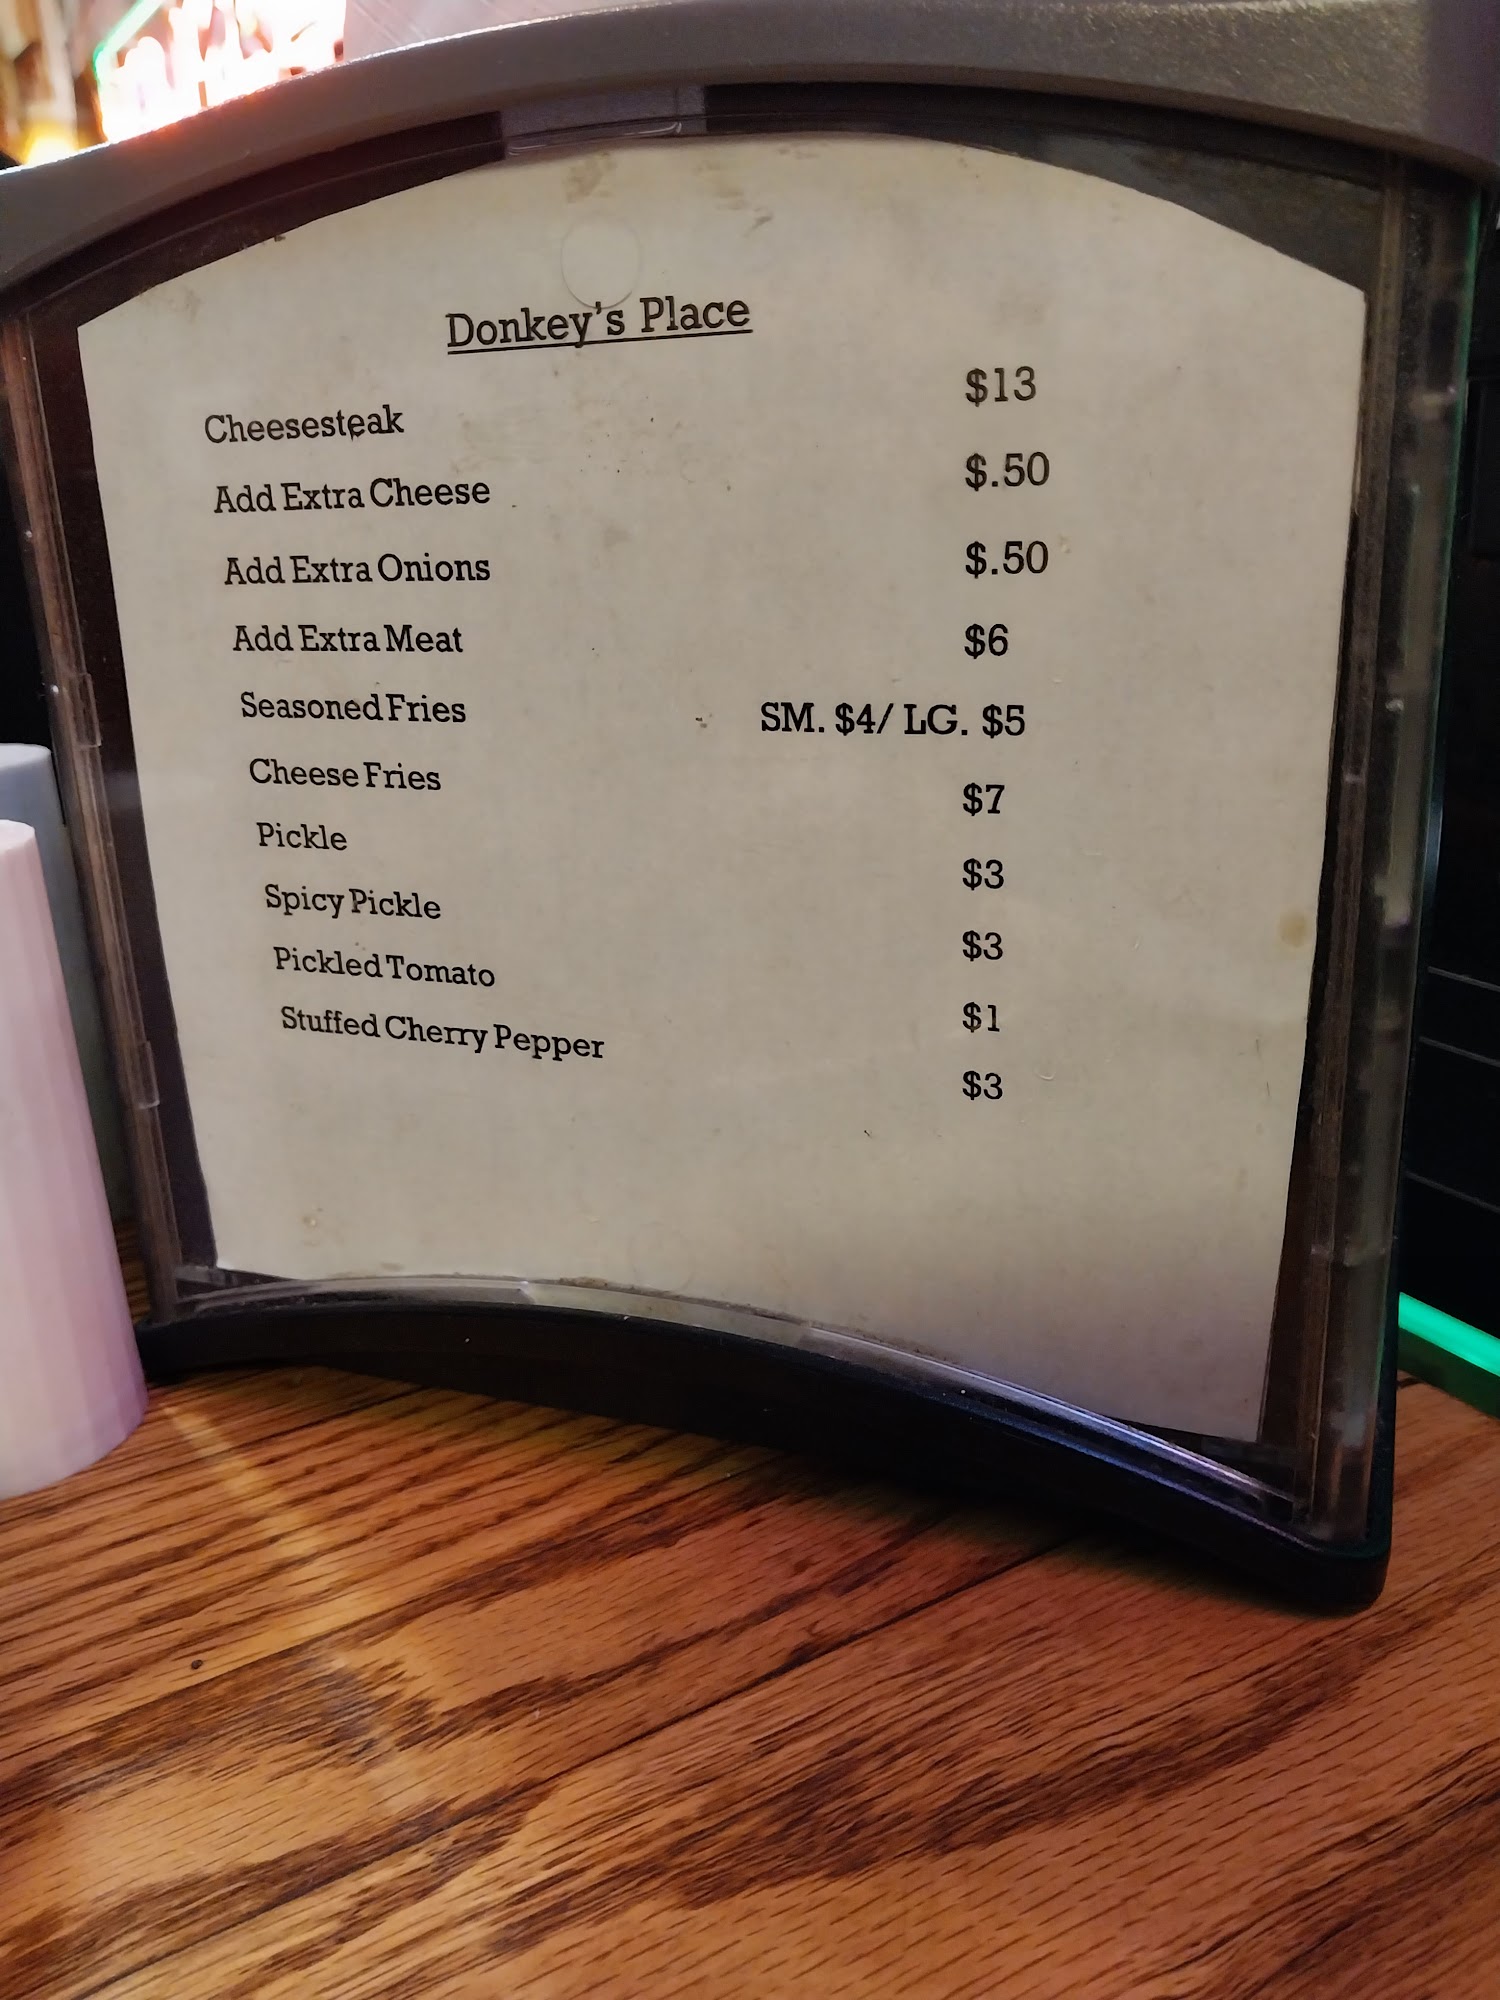 Donkey's Place
Cheesesteak $13
Add Extra Cheese $.50
Add Extra Onions $.50
Add Extra Meat $6
Seasoned Fries SM. $4/ LG. $5
Cheese Fries $7
Pickle $3
Spicy Pickle $3
Pickled Tomato $1
Stuffed Cherry Pepper $3